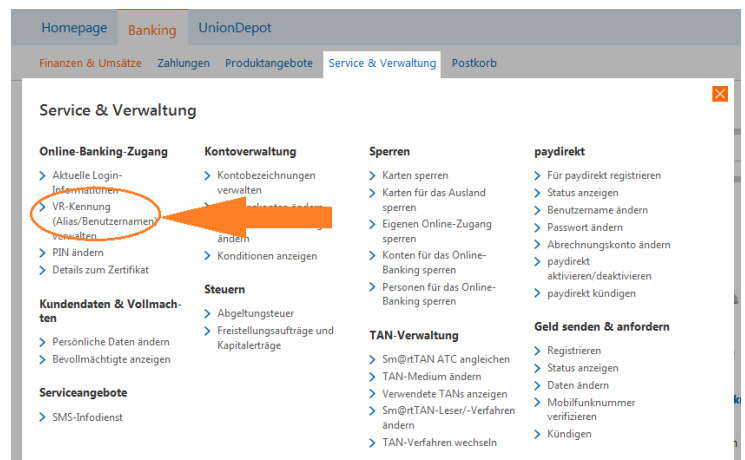 Homepage Banking UnionDepot
Finanzen & Umsätze Zahlungen Produktangebote Service & Verwaltung Postkorb
Service & Verwaltung
Online-Banking-Zugang
Aktuelle Login-
Informationen
VR-Kennung
(Alias/Benutzernamen)
verwalten
PIN ändern
Details zum Zertifikat
Kundendaten & Vollmach-
ten
Persönliche Daten ändern
Bevollmächtigte anzeigen
Serviceangebote
SMS-Infodienst
Kontoverwaltung
Kontobezeichnungen
verwalten
ändern
ändern
Konditionen anzeigen
Steuern
Abgeltungsteuer
Freistellungsaufträge und
Kapitalerträge
Sperren
Karten sperren
Karten für das Ausland
sperren
Eigenen Online-Zugang
sperren
Konten für das Online-
Banking sperren
Personen für das Online-
Banking sperren
TAN-Verwaltung
Sm@rtTAN ATC angleichen
TAN-Medium ändern
Verwendete TANs anzeigen
Sm@rtTAN-Leser/-Verfahren
ändern
TAN-Verfahren wechseln
paydirekt
Für paydirekt registrieren
Status anzeigen
Benutzername ändern
Passwort ändern
Abrechnungskonto ändern
paydirekt
aktivieren/deaktivieren
paydirekt kündigen
Geld senden & anfordern
Registrieren
Status anzeigen
Daten ändern
Mobilfunknummer
verifizieren
Kündigen